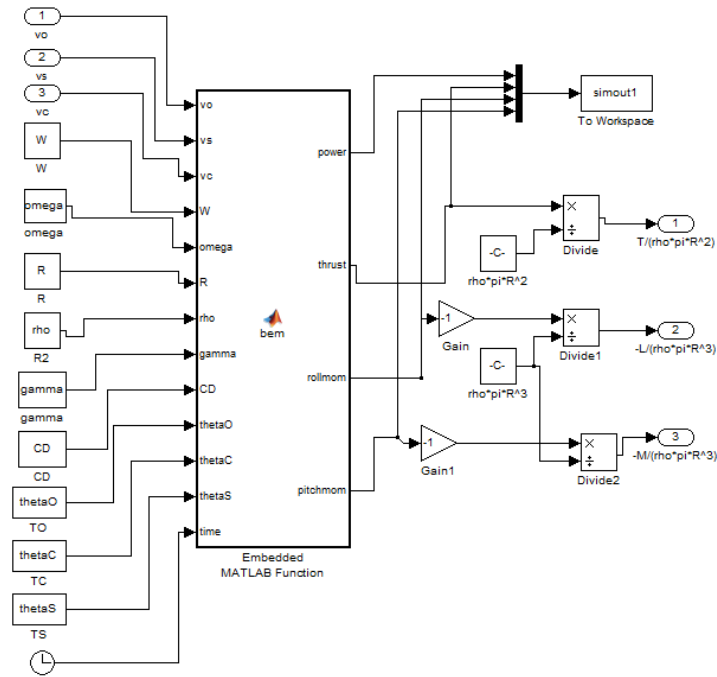 1
vo
2
vs
3
vc
W
W
omega
omega
R
R
rho
R2
gamma
gamma
CD
CD
thetaO
TO
thetaC
TC
thetaS
TS
vo
vs
vc
W
omega
R
rho
gamma
CD
thetaO
thetaC
thetaS
time
bem
power
thrust
rollmom
pitchmom
Embedded
MATLAB Function
simout1
To Workspace
×
÷
Divide
-C-
rho*pi*R^2
1
T/(rho*pi*R^2)
-1
Gain
×
÷
Divide1
-C-
rho*pi*R^3
2
-L/(rho*pi*R^3)
-1
Gain1
×
÷
Divide2
3
-M/(rho*pi*R^3)